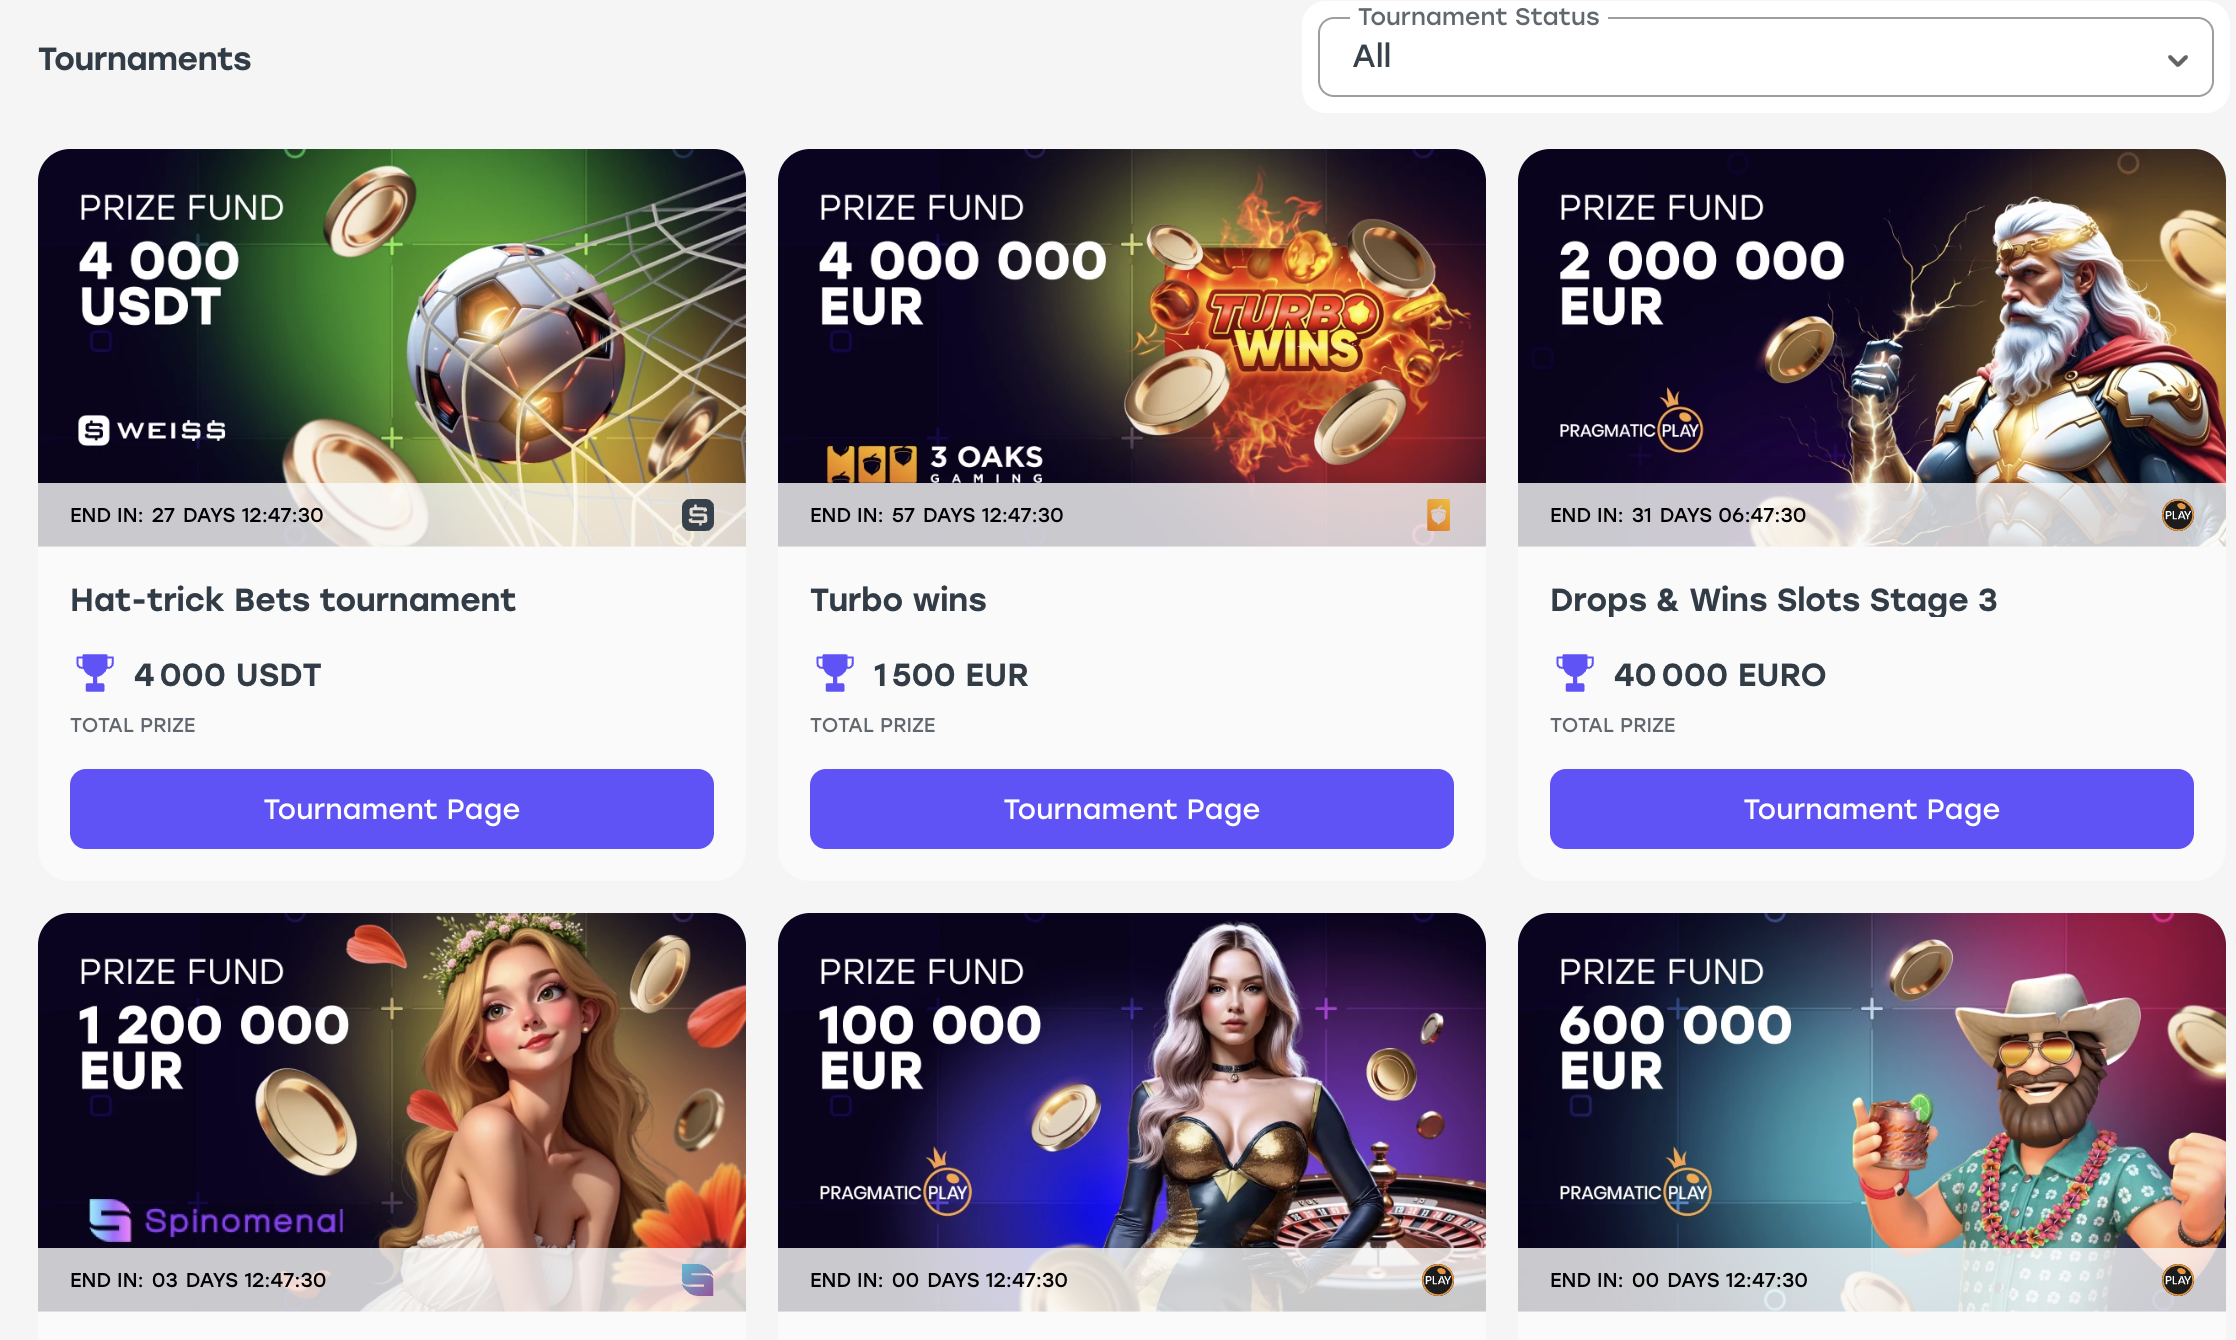 Tournament Status
Tournaments
All
PRIZE FUND
4 000
USDT
WEI$$
END IN: 27 DAYS 12:47:30
Hat-trick Bets tournament
4 000 USDT
TOTAL PRIZE
Tournament Page
PRIZE FUND
4 000 000
EUR
TURBO
WINS
3 OAKS
GAMING
END IN: 57 DAYS 12:47:30
Turbo wins
1 500 EUR
TOTAL PRIZE
Tournament Page
PRIZE FUND
2 000 000
EUR
PRAGMATIC PLAY
END IN: 31 DAYS 06:47:30
PLAY
Drops & Wins Slots Stage 3
40 000 EURO
TOTAL PRIZE
Tournament Page
PRIZE FUND
1 200 000
EUR
Spinomenal
END IN: 03 DAYS 12:47:30
PRIZE FUND
100 000
EUR
PRAGMATIC PLAY
END IN: 00 DAYS 12:47:30
PLAY
PRIZE FUND
600 000
EUR
PRAGMATIC PLAY
END IN: 00 DAYS 12:47:30
PLAY